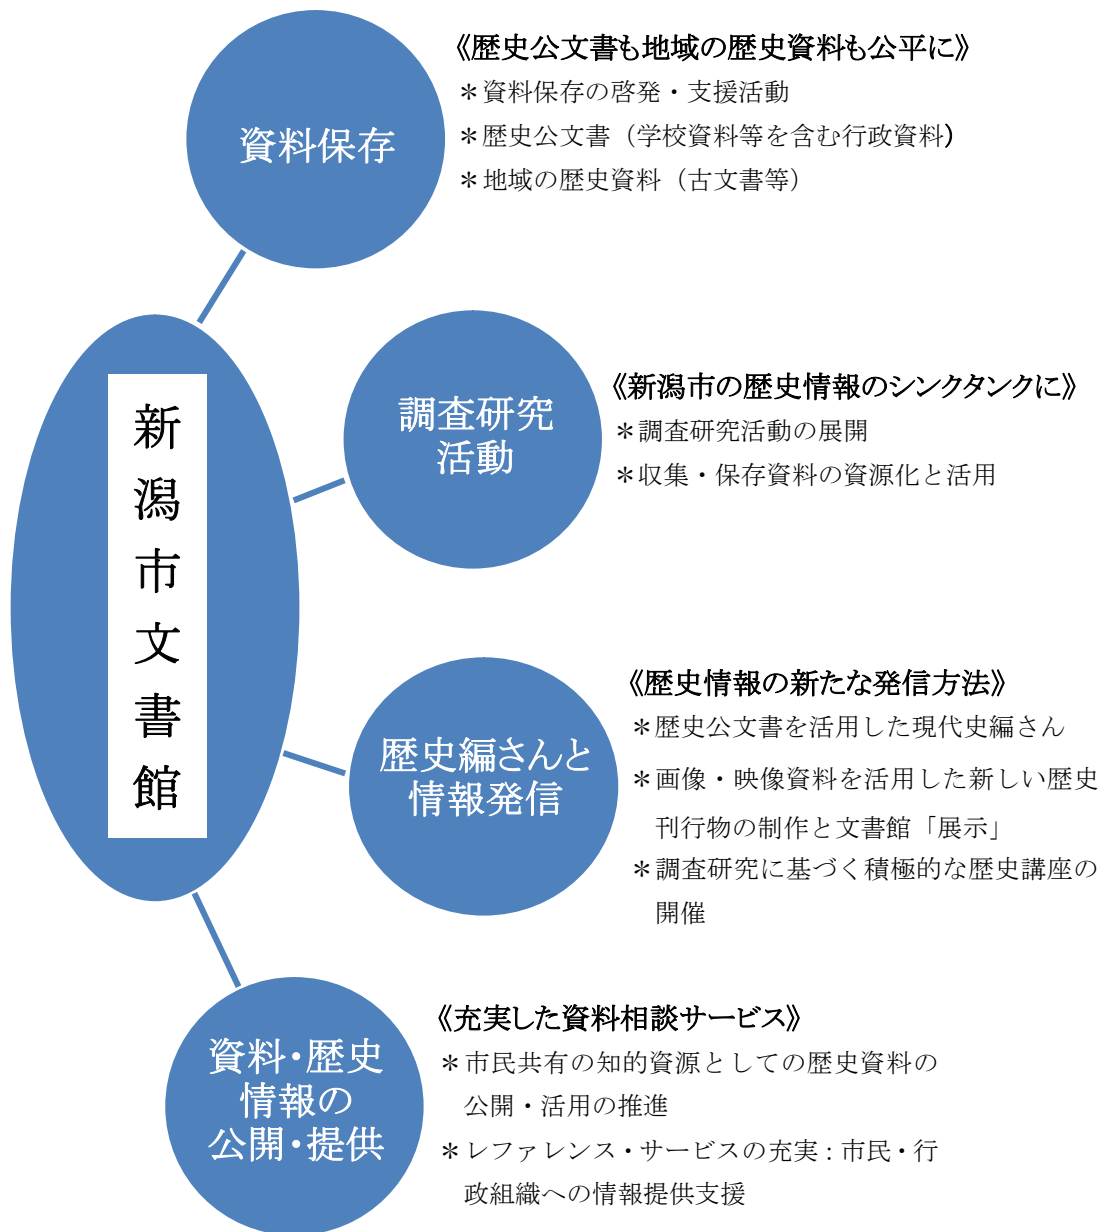 新潟市文書館
資料保存
《歴史公文書も地域の歴史資料も公平に》
＊資料保存の啓発・支援活動
＊歴史公文書（学校資料等を含む行政資料)
＊地域の歴史資料（古文書等）
調査研究
活動
《新潟市の歴史情報のシンクタンクに》
＊調査研究活動の展開
＊収集・保存資料の資源化と活用
歴史編さんと
情報発信
《歴史情報の新たな発信方法》
＊歴史公文書を活用した現代史編さん
＊画像・映像資料を活用した新しい歴史
刊行物の制作と文書館「展示」
＊調査研究に基づく積極的な歴史講座の
開催
資料・歴史
情報の
公開・提供
《充実した資料相談サービス》
＊市民共有の知的資源としての歴史資料の
公開・活用の推進
＊レファレンス・サービスの充実：市民・行
政組織への情報提供支援